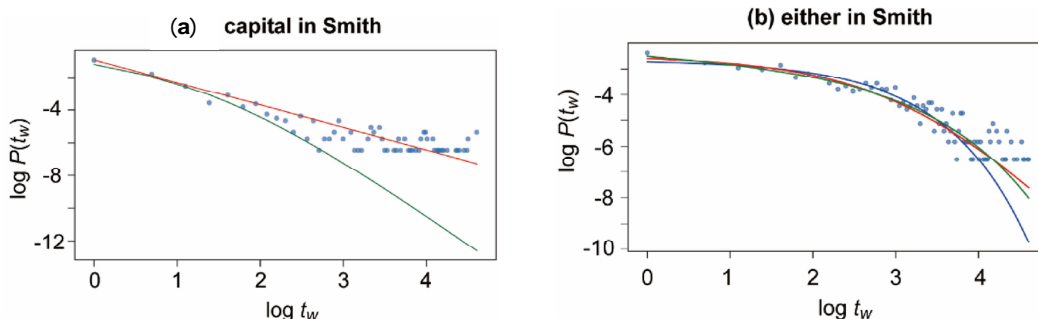 (a) capital in Smith
log P(t_w)
-4
-8
-12
0
1
2
3
4
log t_w
(b) either in Smith
log P(t_w)
-4
-6
-8
-10
0
1
2
3
4
log t_w